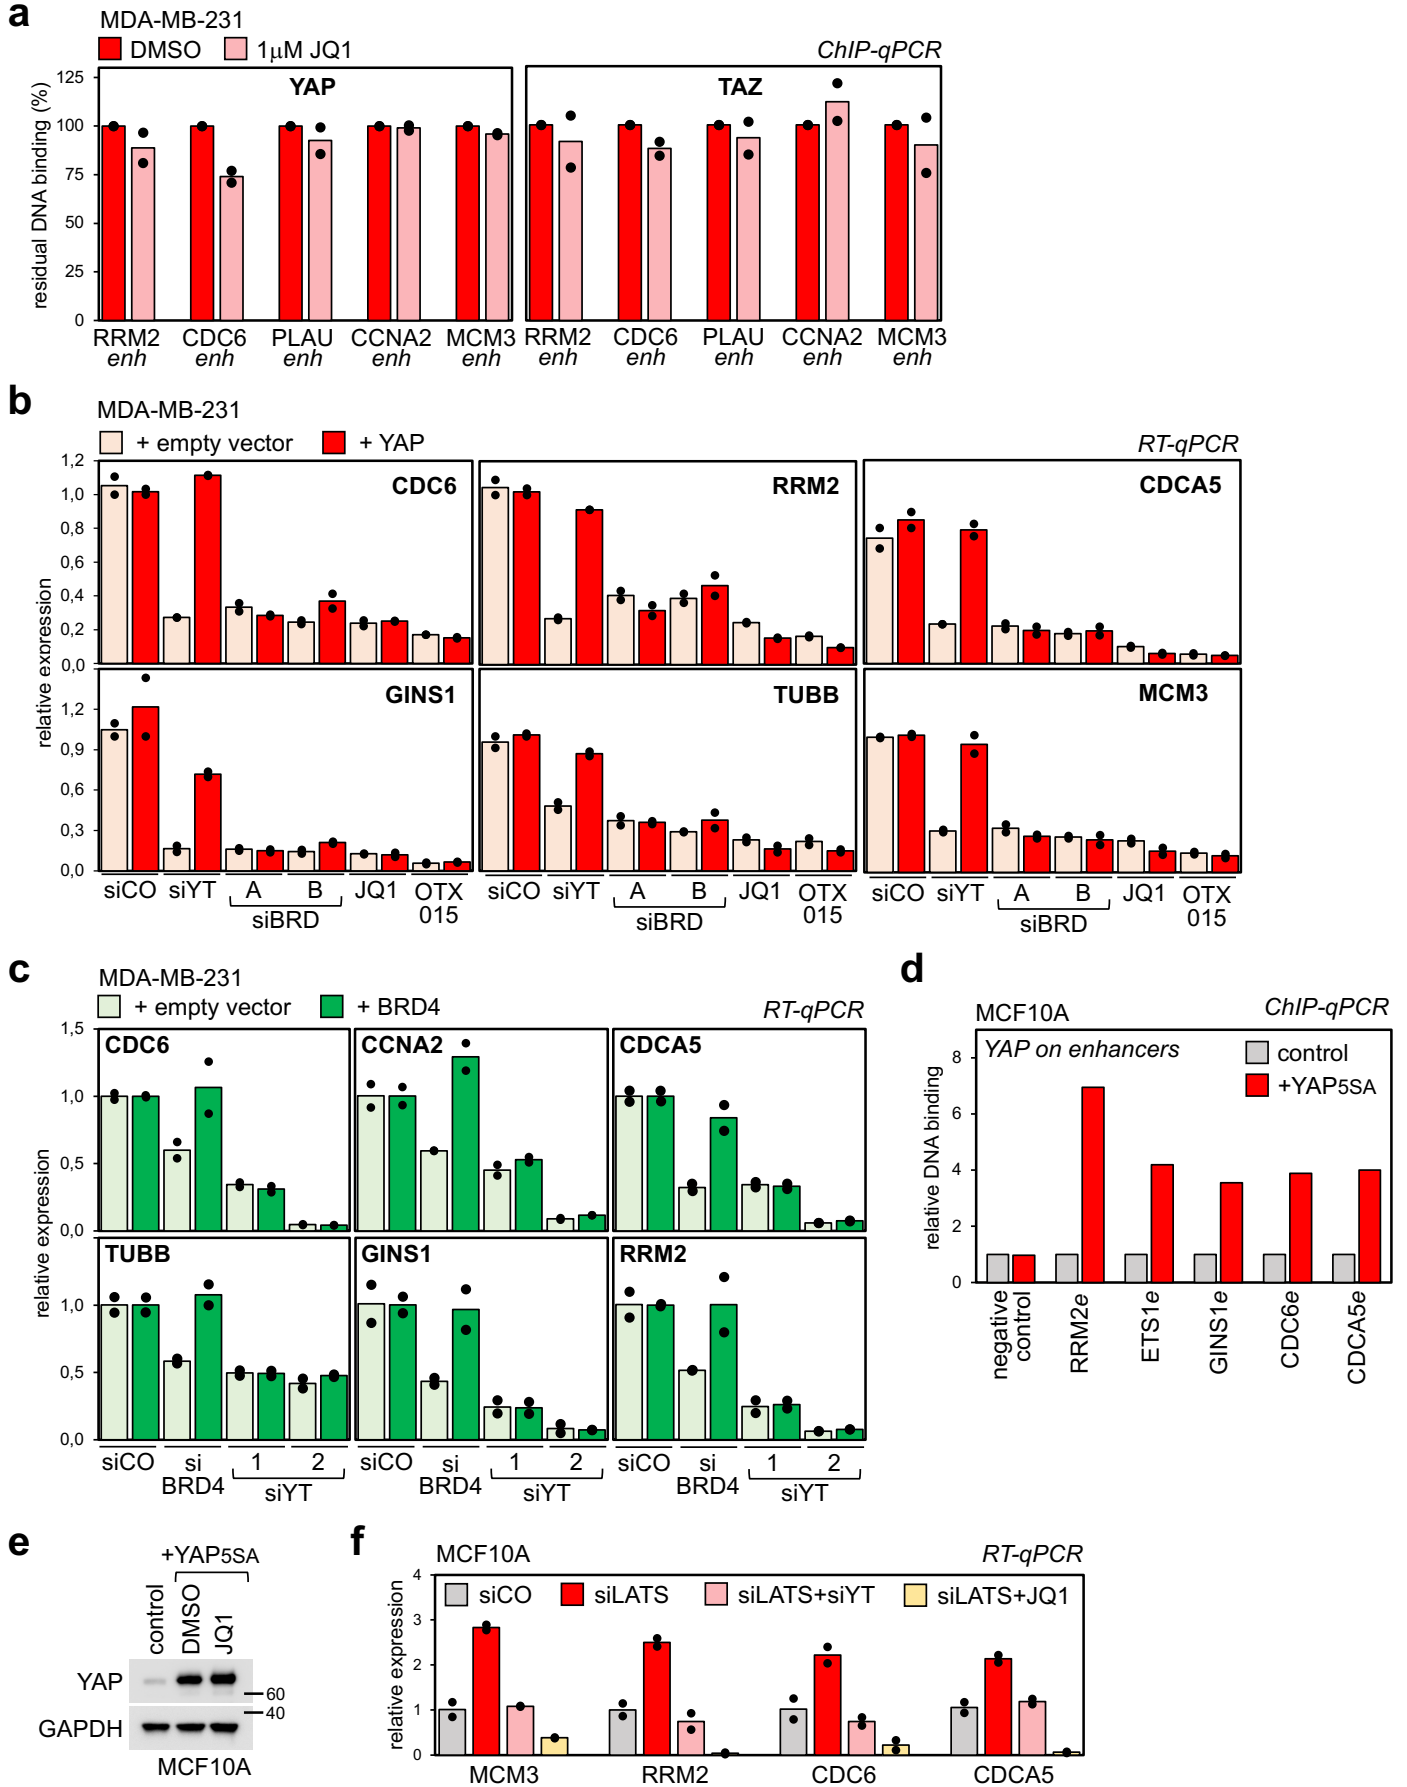 a
MDA-MB-231
DMSO 1μM JQ1 ChIP-qPCR
residual DNA binding (%)
125
100
75
50
25
0
YAP
TAZ
RRM2 CDC6 PLAU CCNA2 MCM3 RRM2 CDC6 PLAU CCNA2 MCM3
enh enh enh enh enh enh enh enh enh enh
b
MDA-MB-231
+ empty vector + YAP RT-qPCR
relative expression
1,2
1,0
0,8
0,6
0,4
0,2
0,0
CDC6
RRM2
CDCA5
1,5
1,2
0,9
0,6
0,3
0,0
GINS1
TUBB
MCM3
siCO siYT A B JQ1 OTX siCO siYT A B JQ1 OTX siCO siYT A B JQ1 OTX
015 015 015
siBRD siBRD siBRD
c
MDA-MB-231
+ empty vector + BRD4 RT-qPCR
relative expression
1,5
1,0
0,5
0,0
CDC6
CCNA2
CDCA5
relative expression
1,0
0,5
0,0
TUBB
GINS1
RRM2
siCO si 1 2 siCO si 1 2 siCO si 1 2
BRD4 siYT BRD4 siYT BRD4 siYT
d
MCF10A ChIP-qPCR
YAP on enhancers
control
+YAP5SA
relative DNA binding
8
6
4
2
0
negative
control
RRM2e
ETS1e
GINS1e
CDC6e
CDCA5e
e
+YAP5SA
control
DMSO
JQ1
YAP
60
40
GAPDH
MCF10A
f
MCF10A RT-qPCR
siCO siLATS siLATS+siYT siLATS+JQ1
relative expression
4
3
2
1
0
MCM3 RRM2 CDC6 CDCA5